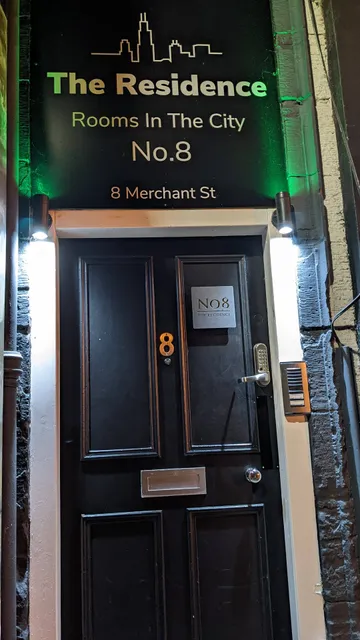 The Residence
Rooms In The City
No.8
8 Merchant St
No8
8